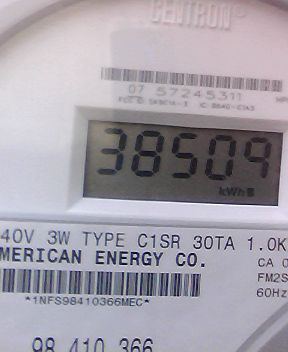 CENTRON
07 57245311
38509
kWh
40V 3W TYPE C1SR 30TA 1.0K
MERICAN ENERGY CO.
CA 0
FM2S
60Hz
*1NFS98410366MEC*
98 410 366